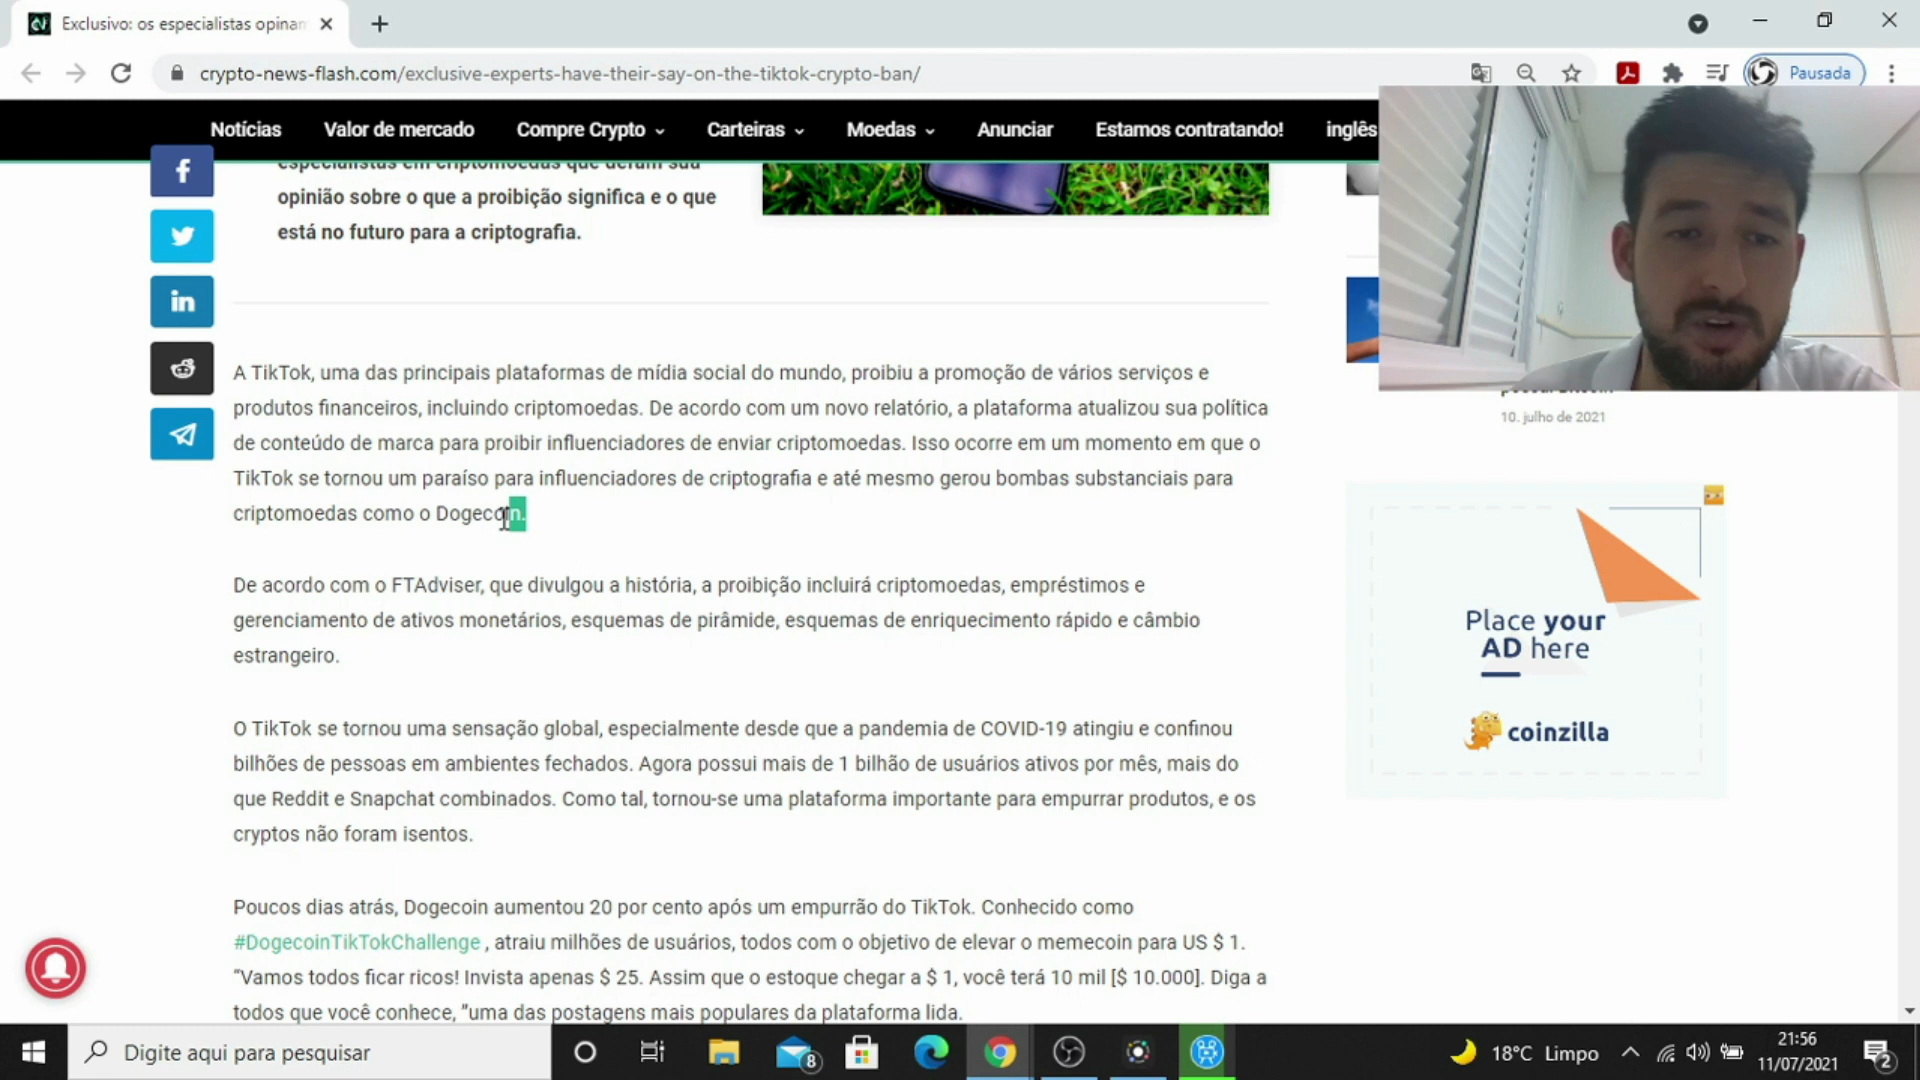 Exclusivo: os especialistas opinam
crypto-news-flash.com/exclusive-experts-have-their-say-on-the-tiktok-crypto-ban/
Pausada
Notícias Valor de mercado Compre Crypto Carteiras Moedas Anunciar Estamos contratando! inglês
especialistas em criptomoedas que deram sua
opinião sobre o que a proibição significa e o que
está no futuro para a criptografia.
10. julho de 2021
A TikTok, uma das principais plataformas de mídia social do mundo, proibiu a promoção de vários serviços e
produtos financeiros, incluindo criptomoedas. De acordo com um novo relatório, a plataforma atualizou sua política
de conteúdo de marca para proibir influenciadores de enviar criptomoedas. Isso ocorre em um momento em que o
TikTok se tornou um paraíso para influenciadores de criptografia e até mesmo gerou bombas substanciais para
criptomoedas como o Dogecoin.
De acordo com o FTAdviser, que divulgou a história, a proibição incluirá criptomoedas, empréstimos e
gerenciamento de ativos monetários, esquemas de pirâmide, esquemas de enriquecimento rápido e câmbio
estrangeiro.
O TikTok se tornou uma sensação global, especialmente desde que a pandemia de COVID-19 atingiu e confinou
bilhões de pessoas em ambientes fechados. Agora possui mais de 1 bilhão de usuários ativos por mês, mais do
que Reddit e Snapchat combinados. Como tal, tornou-se uma plataforma importante para empurrar produtos, e os
cryptos não foram isentos.
Poucos dias atrás, Dogecoin aumentou 20 por cento após um empurrão do TikTok. Conhecido como
#DogecoinTikTokChallenge , atraiu milhões de usuários, todos com o objetivo de elevar o memecoin para US $ 1.
“Vamos todos ficar ricos! Invista apenas $ 25. Assim que o estoque chegar a $ 1, você terá 10 mil [$ 10.000]. Diga a
todos que você conhece, ”uma das postagens mais populares da plataforma lida.
Place your
AD here
coinzilla
Digite aqui para pesquisar
8
18°C Limpo
21:56
11/07/2021
2